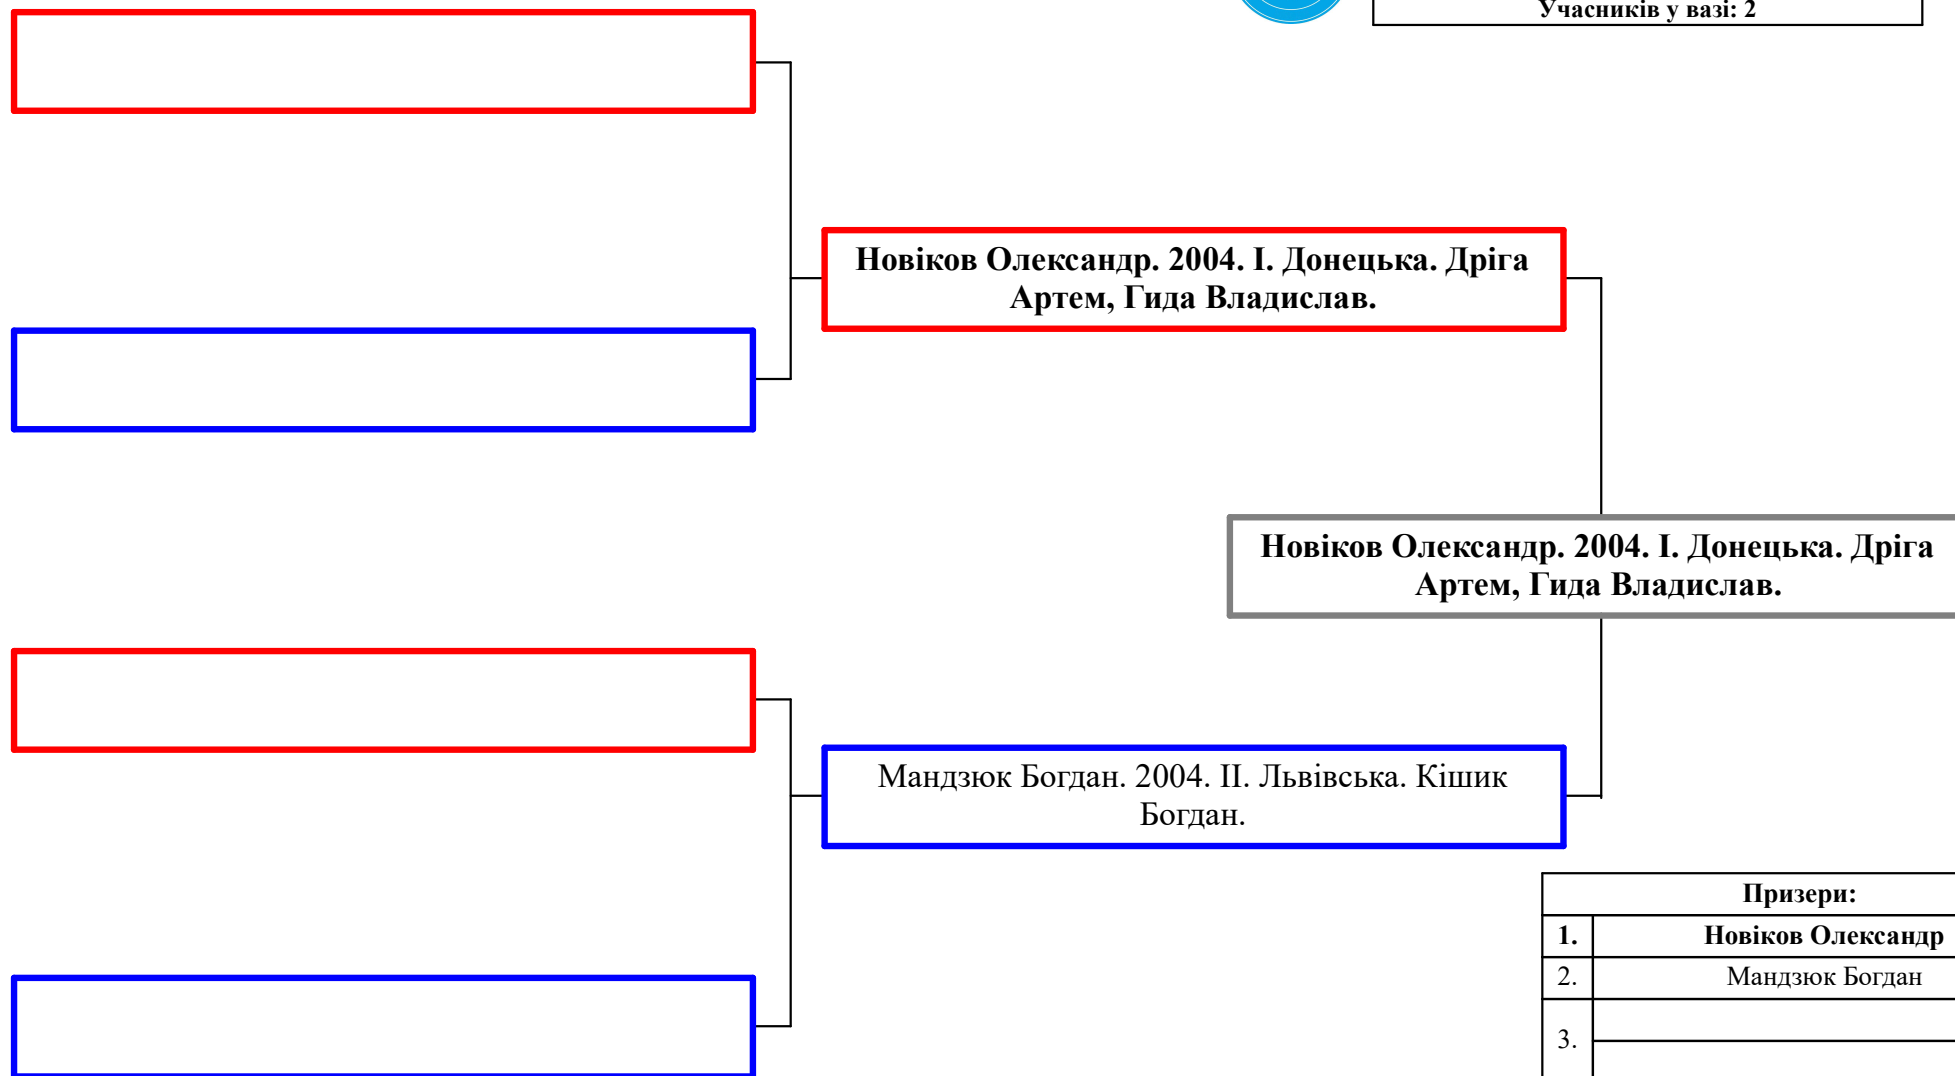 Учасників у вазі: 2
Новіков Олександр. 2004. І. Донецька. Дріга
Артем, Гида Владислав.
Новіков Олександр. 2004. І. Донецька. Дріга
Артем, Гида Владислав.
Мандзюк Богдан. 2004. ІІ. Львівська. Кішик
Богдан.
Призери:
1. Новіков Олександр
2. Мандзюк Богдан
3.